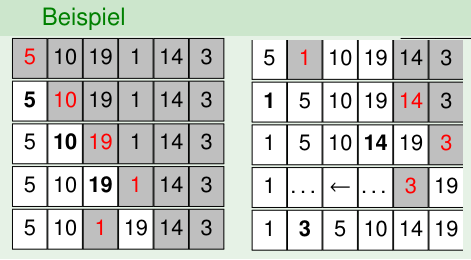 Beispiel
5 10 19 1 14 3
5 10 19 1 14 3
5 10 19 1 14 3
5 10 19 1 14 3
5 10 1 19 14 3
5 1 10 19 14 3
1 5 10 19 14 3
1 5 10 14 19 3
1 ... ← ... 3 19
1 3 5 10 14 19